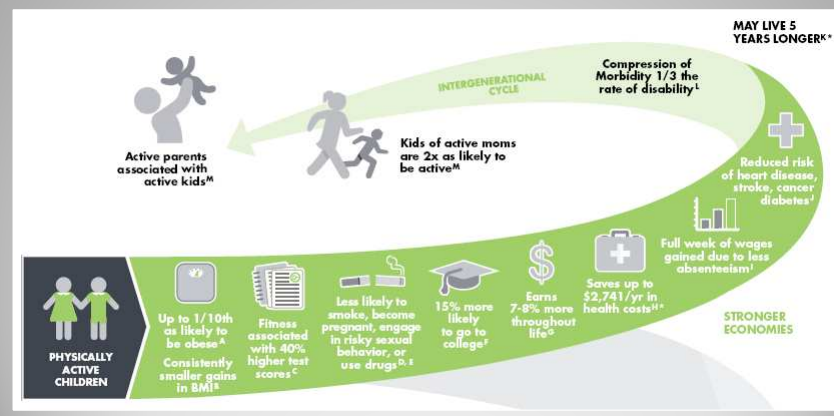 MAY LIVE 5
YEARS LONGERᴷ*
Compression of
Morbidity 1/3 the
rate of disabilityᴸ
INTERGENERATIONAL
CYCLE
Active parents
associated with
active kidsᴹ
Kids of active moms
are 2x as likely to
be activeᴹ
Reduced risk
of heart disease,
stroke, cancer
diabetesᴶ
Full week of wages
gained due to less
absenteeismᴵ
Saves up to
$2,741/yr in
health costsᴴ*
Earns
7-8% more
throughout
lifeᴳ
15% more
likely
to go to
collegeF
Less likely to
smoke, become
pregnant, engage
in risky sexual
behavior, or
use drugsᴰ, ᴱ
Fitness
associated
with 40%
higher test
scoresC
Up to 1/10th
as likely to
be obeseᴬ
Consistently
smaller gains
in BMIᴮ
PHYSICALLY
ACTIVE
CHILDREN
STRONGER
ECONOMIES